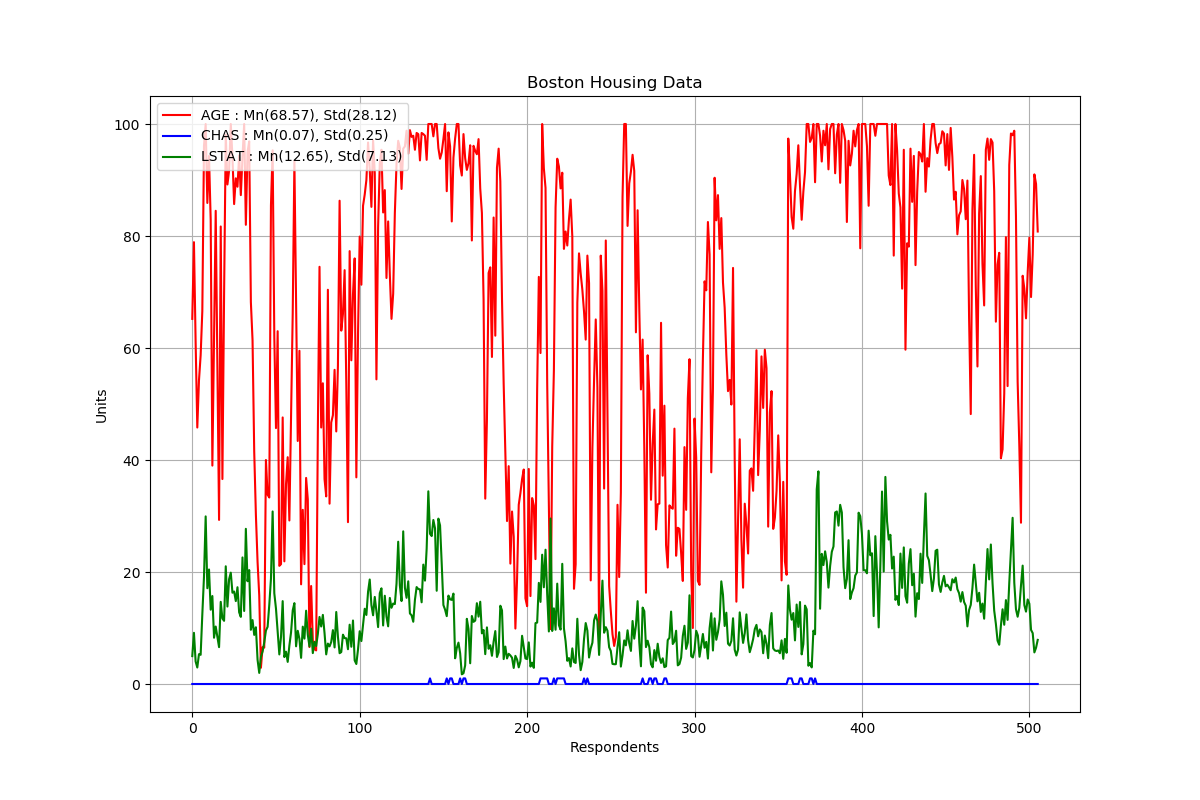 Boston Housing Data
AGE : Mn(68.57), Std(28.12)
CHAS : Mn(0.07), Std(0.25)
LSTAT : Mn(12.65), Std(7.13)
100
80
60
40
20
0
Units
0 100 200 300 400 500
Respondents